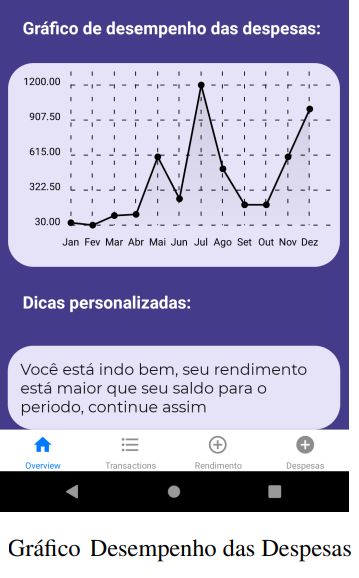 Gráfico de desempenho das despesas:
1200.00
907.50
615.00
322.50
30.00
Jan Fev Mar Abr Mai Jun Jul Ago Set Out Nov Dez
Dicas personalizadas:
Você está indo bem, seu rendimento
está maior que seu saldo para o
periodo, continue assim
Overview Transactions Rendimento Despesas
Gráfico Desempenho das Despesas